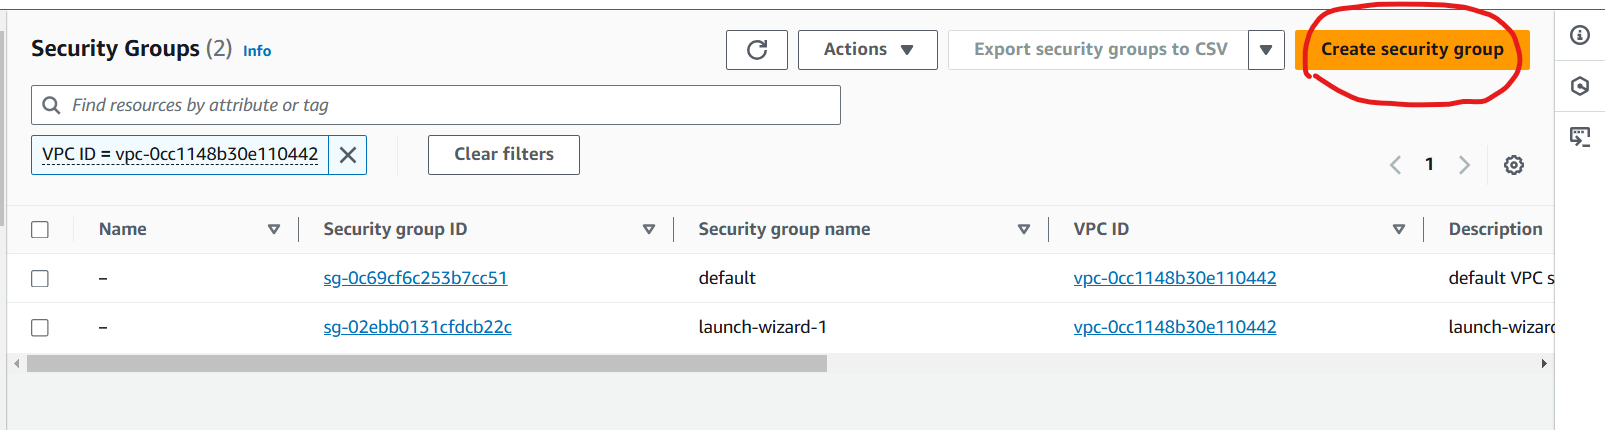 Security Groups (2) Info
Actions
Export security groups to CSV
Create security group
Find resources by attribute or tag
VPC ID = vpc-0cc1148b30e110442
Clear filters
1
Name Security group ID Security group name VPC ID Description
– sg-0c69cf6c253b7cc51 default vpc-0cc1148b30e110442 default VPC s
– sg-02ebb0131cfdcb22c launch-wizard-1 vpc-0cc1148b30e110442 launch-wizard